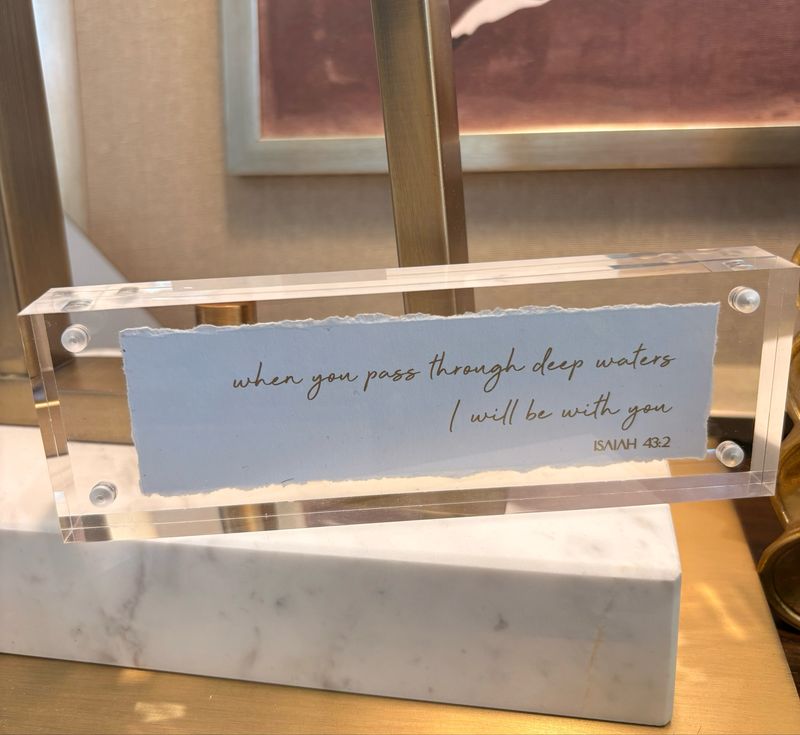 when you pass through deep waters
I will be with you
ISAIAH 43:2